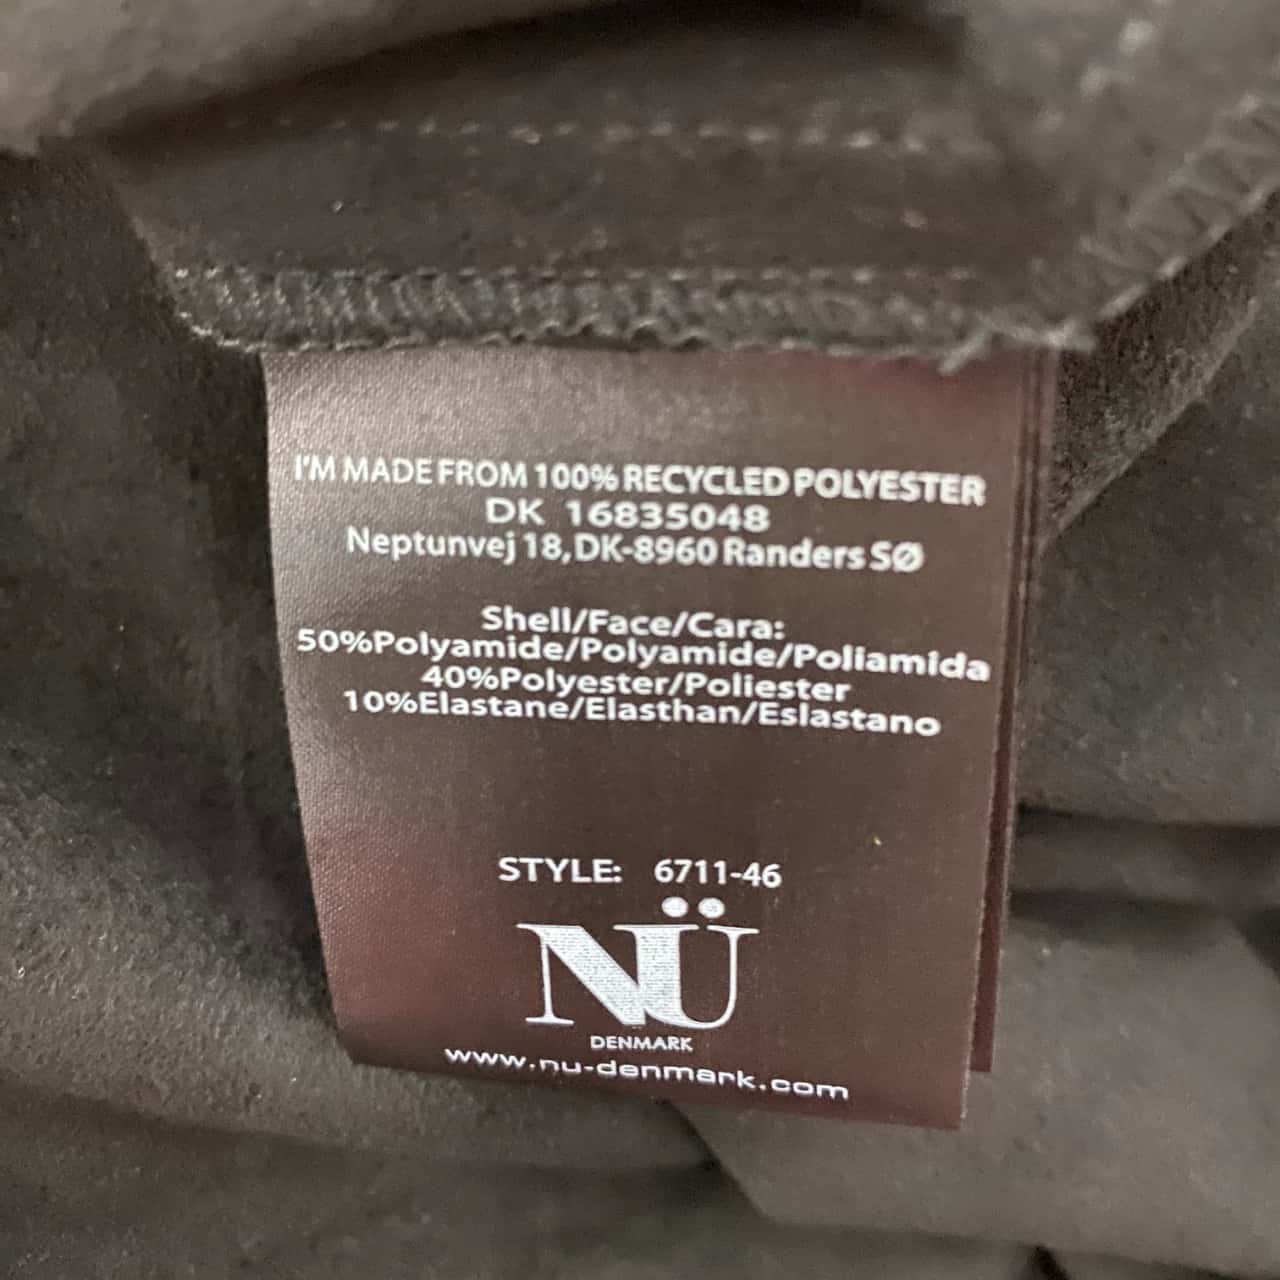 I'M MADE FROM 100% RECYCLED POLYESTER
DK 16835048
Neptunvej 18, DK-8960 Randers SØ
Shell/Face/Cara:
50%Polyamide/Polyamide/Poliamida
40%Polyester/Poliester
10%Elastane/Elasthan/Eslastano
STYLE: 6711-46
NÜ
DENMARK
www.nu-denmark.com